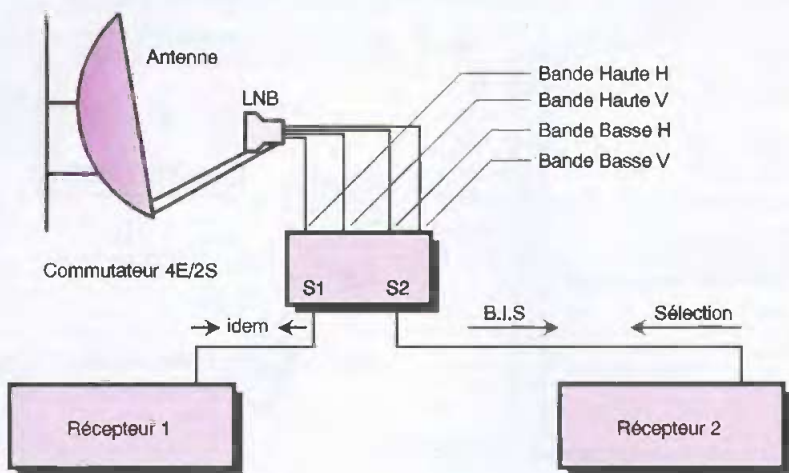 Antenne
LNB
Bande Haute H
Bande Haute V
Bande Basse H
Bande Basse V
Commutateur 4E/2S
S1 S2
idem
B.I.S
Sélection
Récepteur 1
Récepteur 2